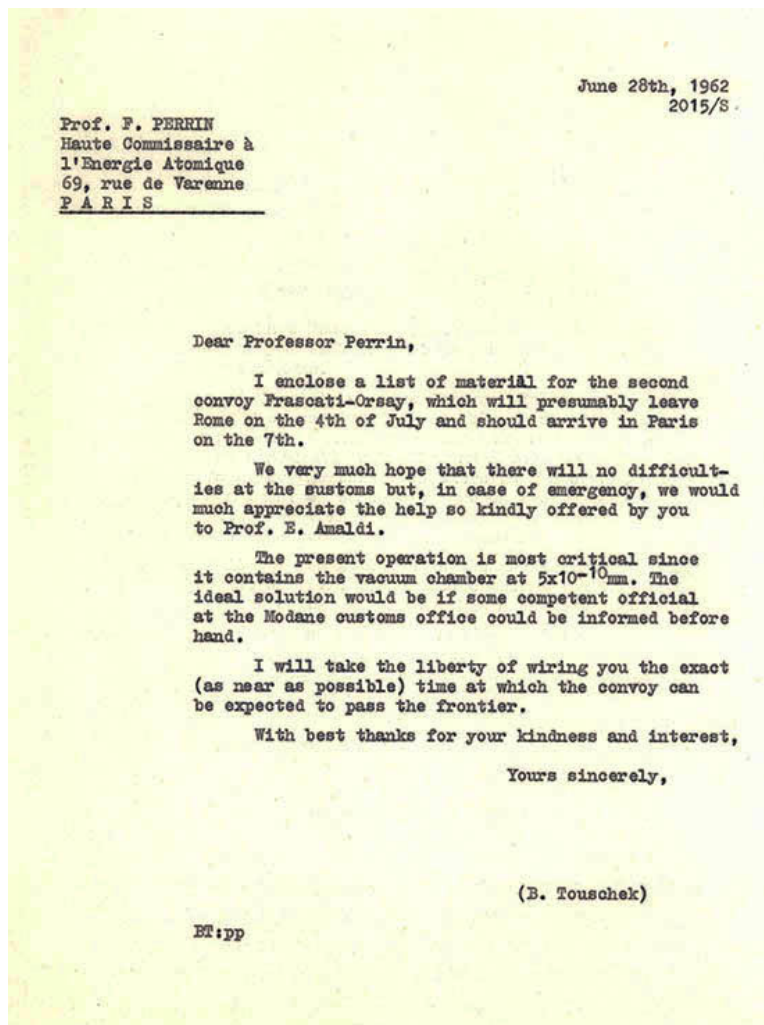 June 28th, 1962
2015/S.
Prof. F. PERRIN
Haute Commissaire à
l'Energie Atomique
69, rue de Varenne
P A R I S
Dear Professor Perrin,
I enclose a list of material for the second
convoy Frascati-Orsay, which will presumably leave
Rome on the 4th of July and should arrive in Paris
on the 7th.
We very much hope that there will no difficult-
ies at the sustoms but, in case of emergency, we would
much appreciate the help so kindly offered by you
to Prof. E. Amaldi.
The present operation is most critical since
it contains the vacuum chamber at 5x10⁻¹⁰mm. The
ideal solution would be if some competent official
at the Modane customs office could be informed before
hand.
I will take the liberty of wiring you the exact
(as near as possible) time at which the convoy can
be expected to pass the frontier.
With best thanks for your kindness and interest,
Yours sincerely,
(B. Touschek)
BT:pp